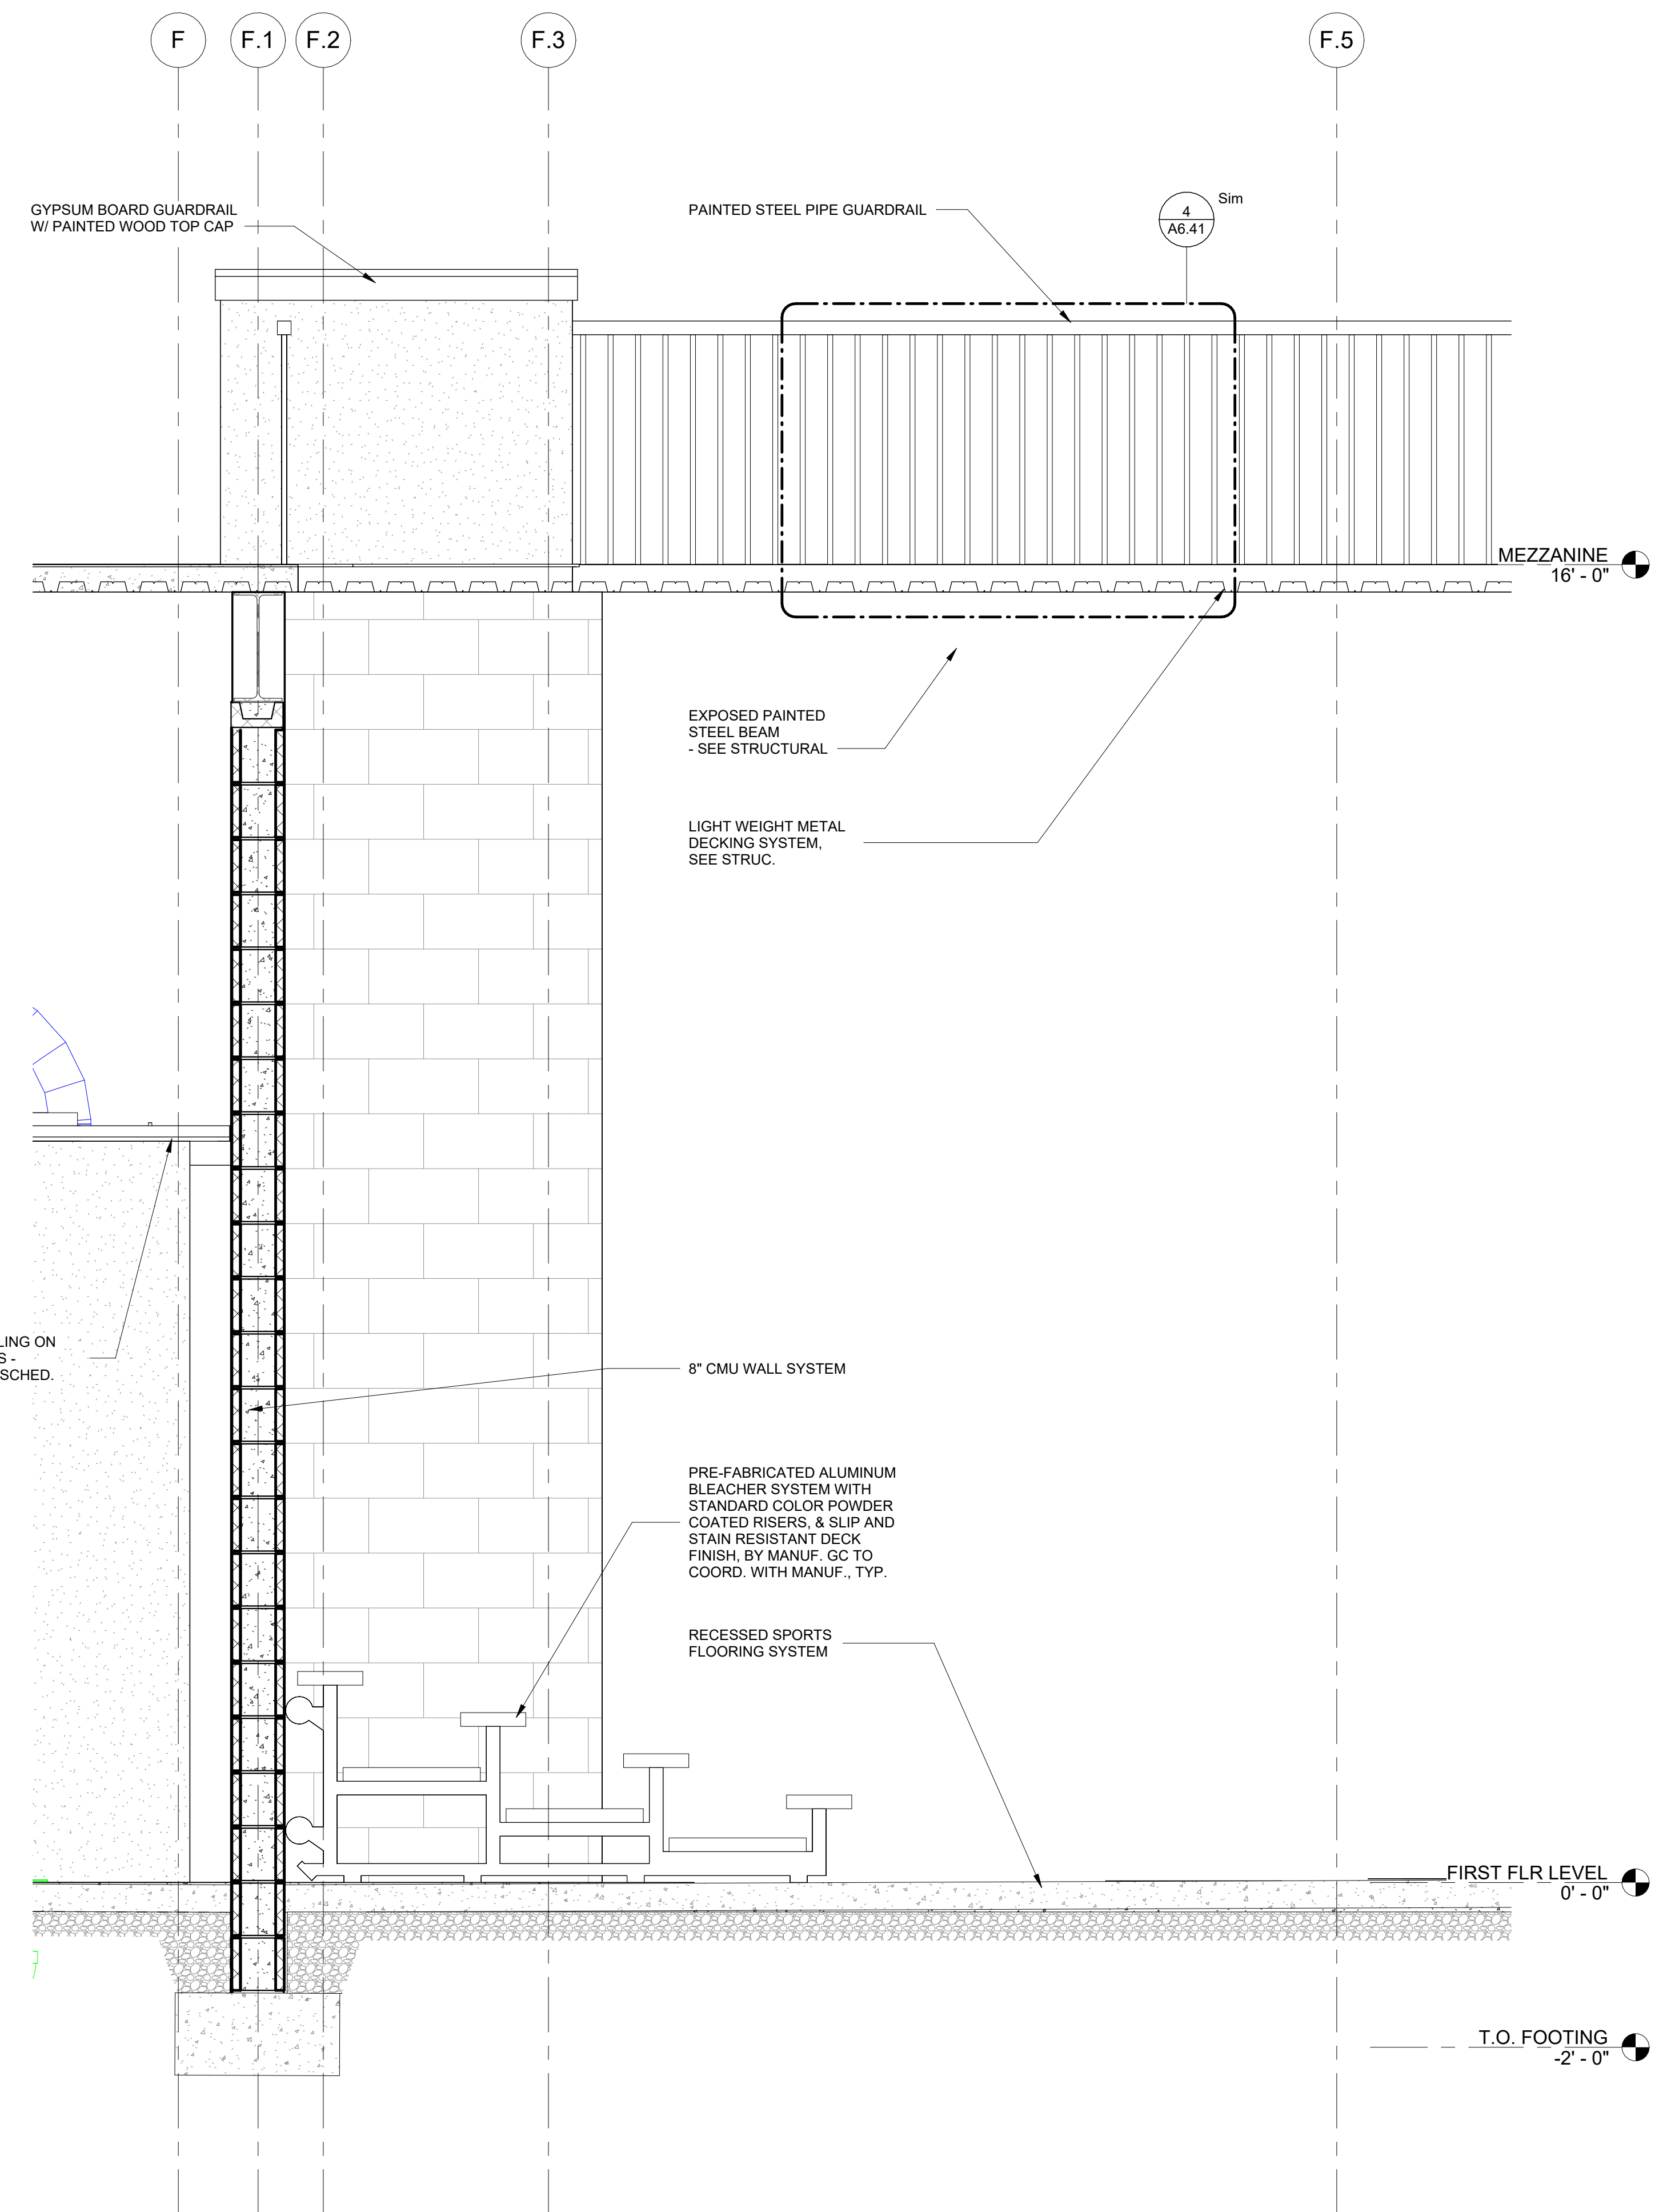 F
F.1
F.2
F.3
F.5
GYPSUM BOARD GUARDRAIL
W/ PAINTED WOOD TOP CAP
PAINTED STEEL PIPE GUARDRAIL
4
A6.41
Sim
MEZZANINE
16' - 0"
EXPOSED PAINTED
STEEL BEAM
- SEE STRUCTURAL
LIGHT WEIGHT METAL
DECKING SYSTEM,
SEE STRUC.
LING ON
S -
SCHED.
8" CMU WALL SYSTEM
PRE-FABRICATED ALUMINUM
BLEACHER SYSTEM WITH
STANDARD COLOR POWDER
COATED RISERS, & SLIP AND
STAIN RESISTANT DECK
FINISH, BY MANUF. GC TO
COORD. WITH MANUF., TYP.
RECESSED SPORTS
FLOORING SYSTEM
FIRST FLR LEVEL
0' - 0"
T.O. FOOTING
-2' - 0"